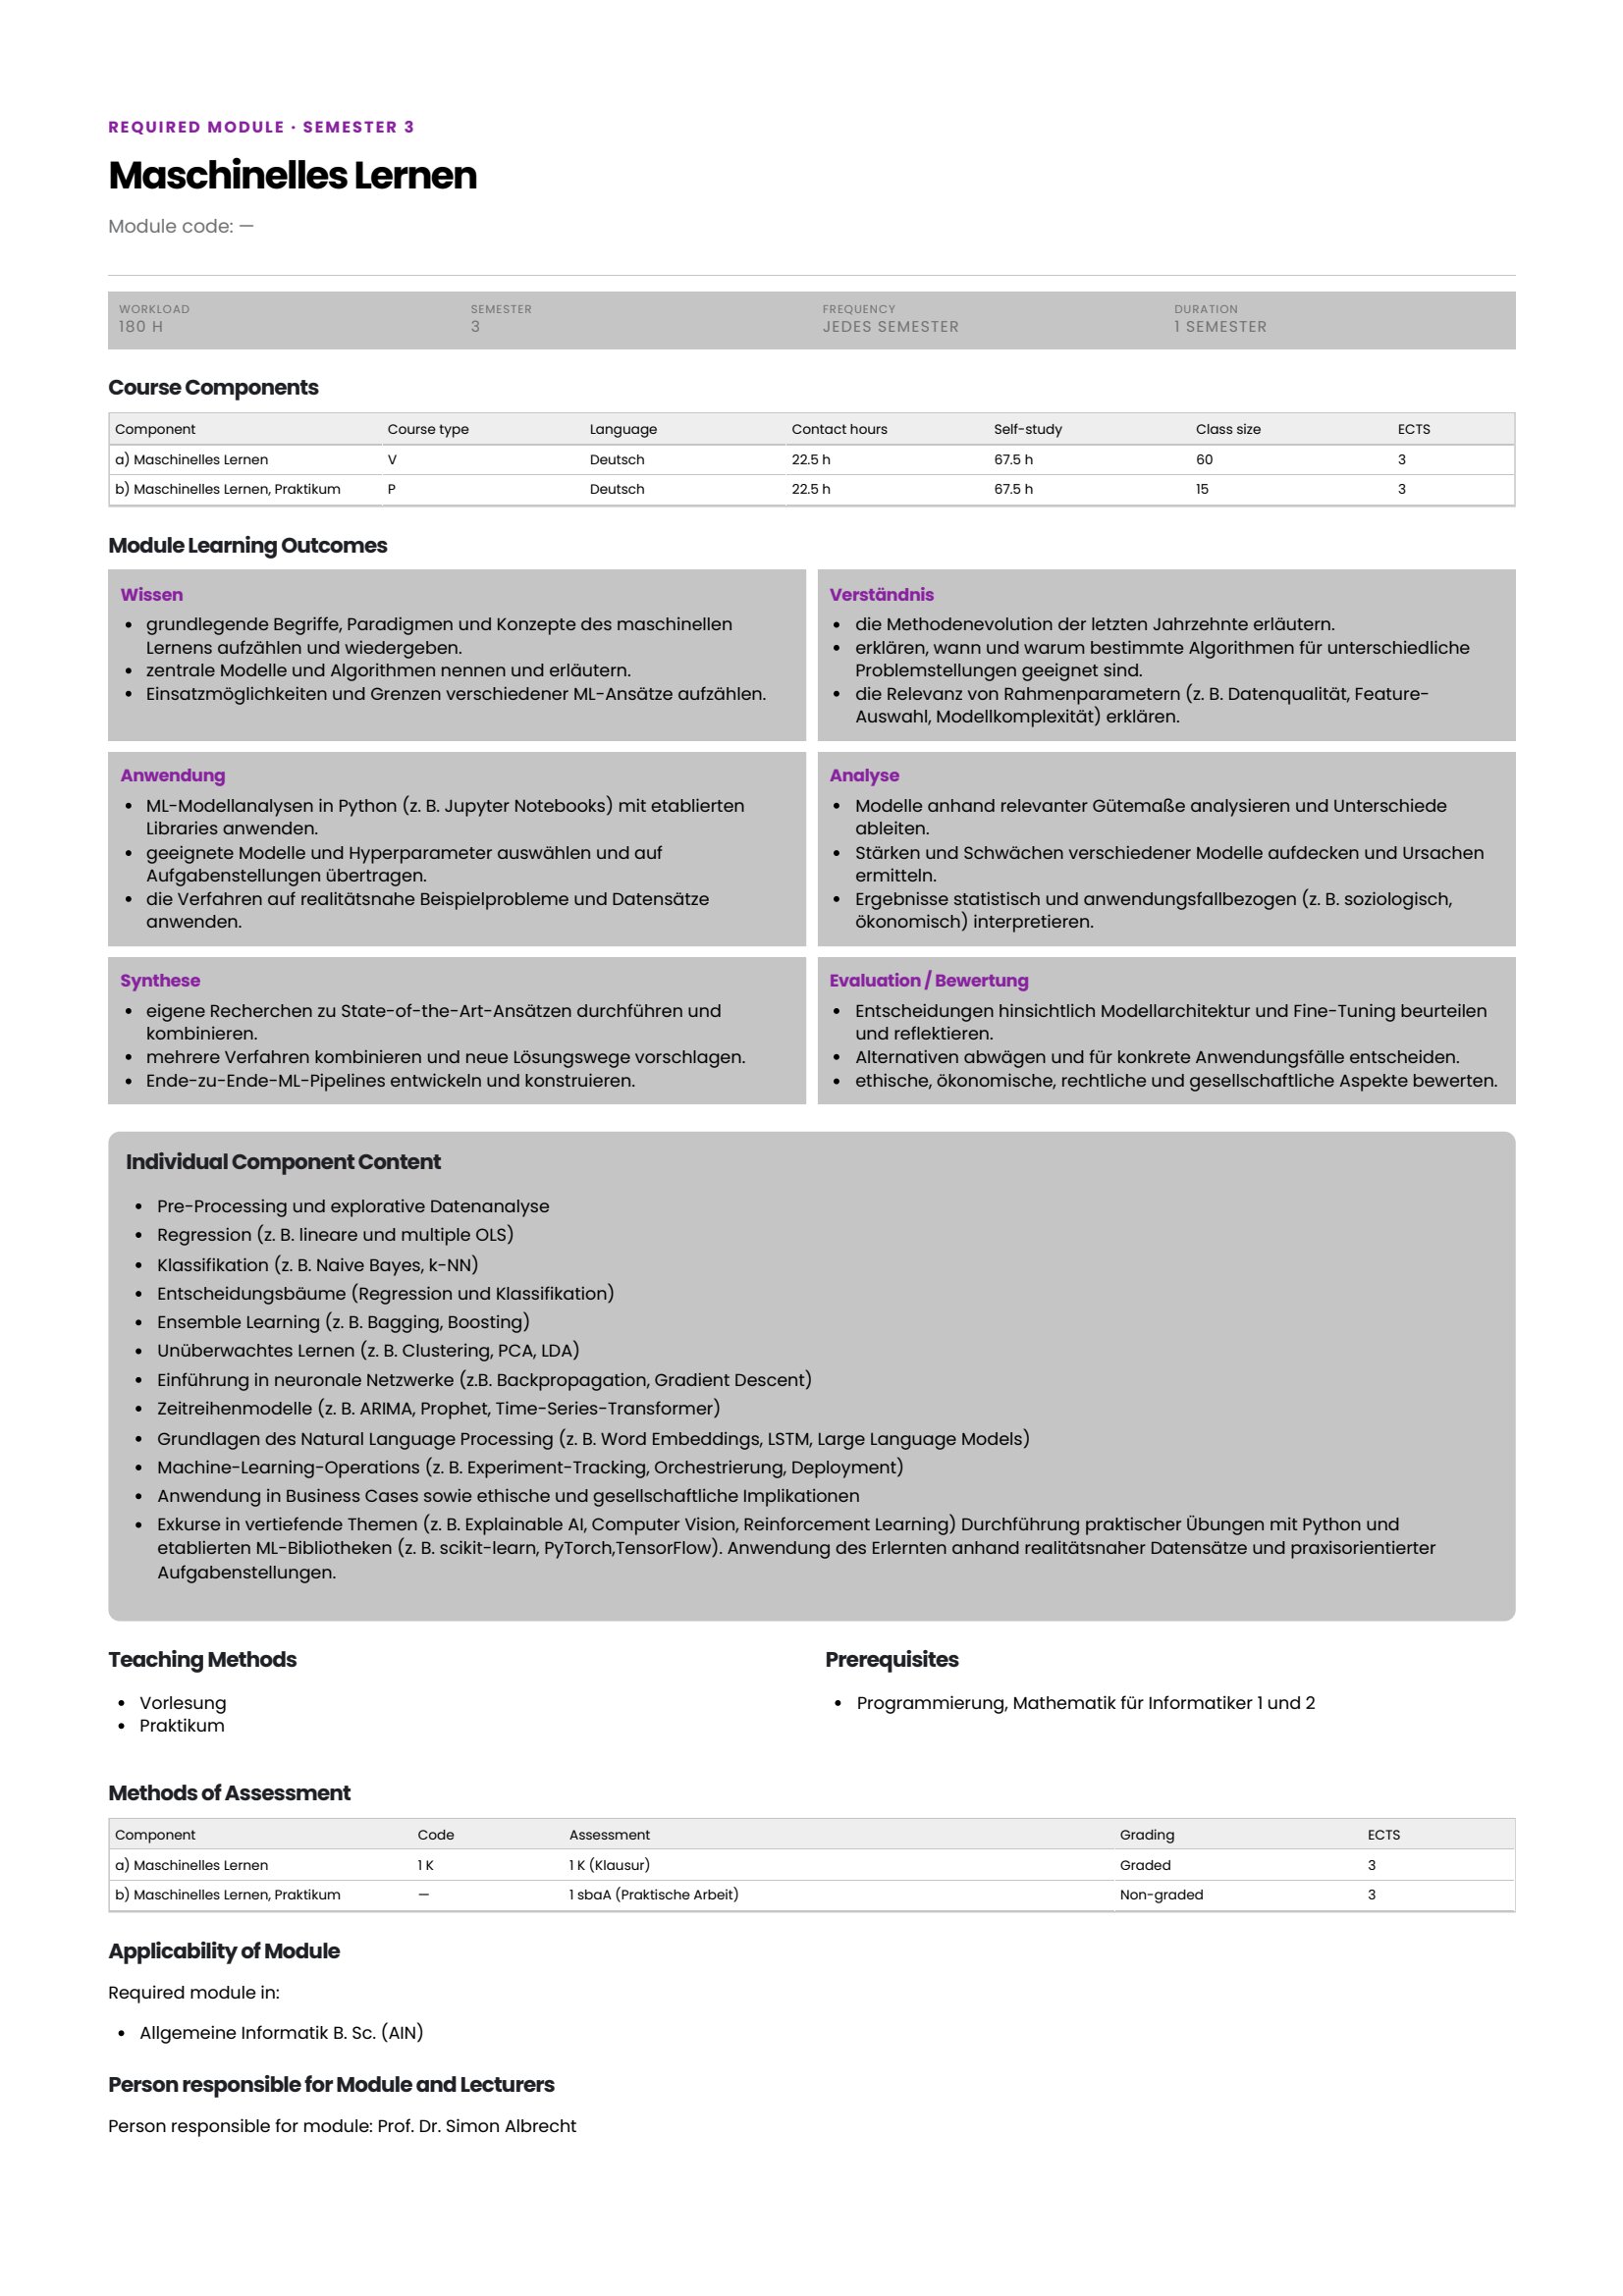 REQUIRED MODULE · SEMESTER 3
Maschinelles Lernen
Module code: —
WORKLOAD SEMESTER FREQUENCY DURATION
180 H 3 JEDES SEMESTER 1 SEMESTER
Course Components
Component Course type Language Contact hours Self-study Class size ECTS
a) Maschinelles Lernen V Deutsch 22.5 h 67.5 h 60 3
b) Maschinelles Lernen, Praktikum P Deutsch 22.5 h 67.5 h 15 3
Module Learning Outcomes
Wissen
• grundlegende Begriffe, Paradigmen und Konzepte des maschinellen
Lernens aufzählen und wiedergeben.
• zentrale Modelle und Algorithmen nennen und erläutern.
• Einsatzmöglichkeiten und Grenzen verschiedener ML-Ansätze aufzählen.
Verständnis
• die Methodenevolution der letzten Jahrzehnte erläutern.
• erklären, wann und warum bestimmte Algorithmen für unterschiedliche
Problemstellungen geeignet sind.
• die Relevanz von Rahmenparametern (z. B. Datenqualität, Feature-
Auswahl, Modellkomplexität) erklären.
Anwendung
• ML-Modellanalysen in Python (z. B. Jupyter Notebooks) mit etablierten
Libraries anwenden.
• geeignete Modelle und Hyperparameter auswählen und auf
Aufgabenstellungen übertragen.
• die Verfahren auf realitätsnahe Beispielprobleme und Datensätze
anwenden.
Analyse
• Modelle anhand relevanter Gütemaße analysieren und Unterschiede
ableiten.
• Stärken und Schwächen verschiedener Modelle aufdecken und Ursachen
ermitteln.
• Ergebnisse statistisch und anwendungsfallbezogen (z. B. soziologisch,
ökonomisch) interpretieren.
Synthese
• eigene Recherchen zu State-of-the-Art-Ansätzen durchführen und
kombinieren.
• mehrere Verfahren kombinieren und neue Lösungswege vorschlagen.
• Ende-zu-Ende-ML-Pipelines entwickeln und konstruieren.
Evaluation / Bewertung
• Entscheidungen hinsichtlich Modellarchitektur und Fine-Tuning beurteilen
und reflektieren.
• Alternativen abwägen und für konkrete Anwendungsfälle entscheiden.
• ethische, ökonomische, rechtliche und gesellschaftliche Aspekte bewerten.
Individual Component Content
• Pre-Processing und explorative Datenanalyse
• Regression (z. B. lineare und multiple OLS)
• Klassifikation (z. B. Naive Bayes, k-NN)
• Entscheidungsbäume (Regression und Klassifikation)
• Ensemble Learning (z. B. Bagging, Boosting)
• Unüberwachtes Lernen (z. B. Clustering, PCA, LDA)
• Einführung in neuronale Netzwerke (z.B. Backpropagation, Gradient Descent)
• Zeitreihenmodelle (z. B. ARIMA, Prophet, Time-Series-Transformer)
• Grundlagen des Natural Language Processing (z. B. Word Embeddings, LSTM, Large Language Models)
• Machine-Learning-Operations (z. B. Experiment-Tracking, Orchestrierung, Deployment)
• Anwendung in Business Cases sowie ethische und gesellschaftliche Implikationen
• Exkurse in vertiefende Themen (z. B. Explainable AI, Computer Vision, Reinforcement Learning) Durchführung praktischer Übungen mit Python und
etablierten ML-Bibliotheken (z. B. scikit-learn, PyTorch,TensorFlow). Anwendung des Erlernten anhand realitätsnaher Datensätze und praxisorientierter
Aufgabenstellungen.
Teaching Methods
• Vorlesung
• Praktikum
Prerequisites
• Programmierung, Mathematik für Informatiker 1 und 2
Methods of Assessment
Component Code Assessment Grading ECTS
a) Maschinelles Lernen 1 K 1 K (Klausur) Graded 3
b) Maschinelles Lernen, Praktikum — 1 sbaA (Praktische Arbeit) Non-graded 3
Applicability of Module
Required module in:
• Allgemeine Informatik B. Sc. (AIN)
Person responsible for Module and Lecturers
Person responsible for module: Prof. Dr. Simon Albrecht